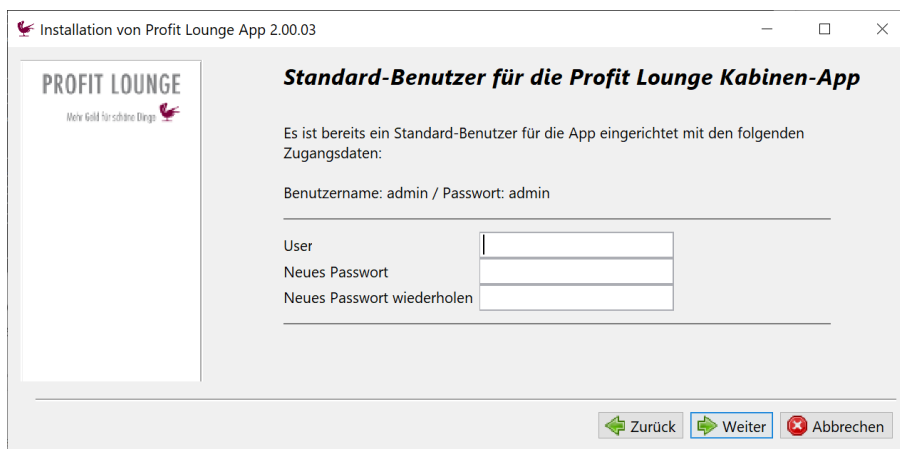 Installation von Profit Lounge App 2.00.03
PROFIT LOUNGE
Mehr Geld für schöne Dinge
Standard-Benutzer für die Profit Lounge Kabinen-App
Es ist bereits ein Standard-Benutzer für die App eingerichtet mit den folgenden
Zugangsdaten:
Benutzername: admin / Passwort: admin
User
Neues Passwort
Neues Passwort wiederholen
Zurück
Weiter
Abbrechen